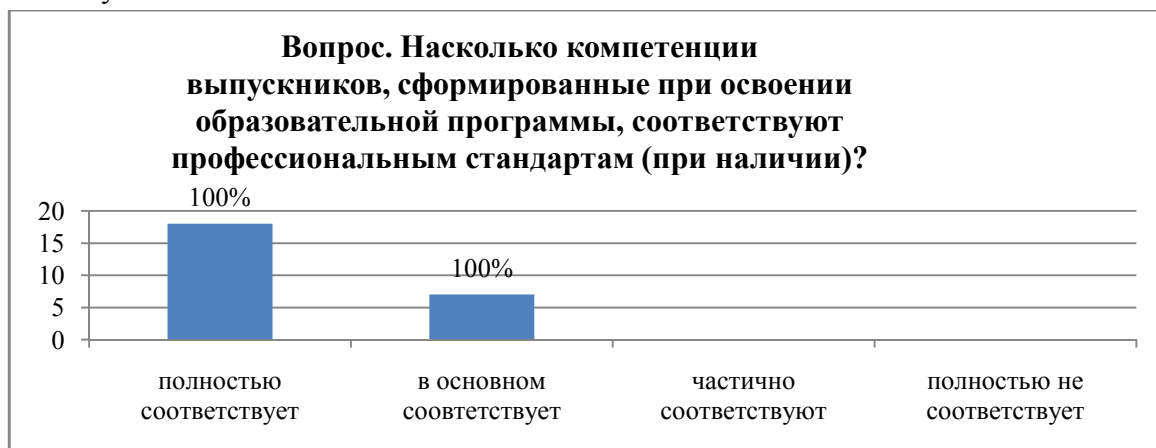 Вопрос. Насколько компетенции
выпускников, сформированные при освоении
образовательной программы, соответствуют
профессиональным стандартам (при наличии)?
100%
20
15
100%
10
5
0
полностью
соответствует
в основном
соовтетствует
частично
соответствуют
полностью не
соответствует